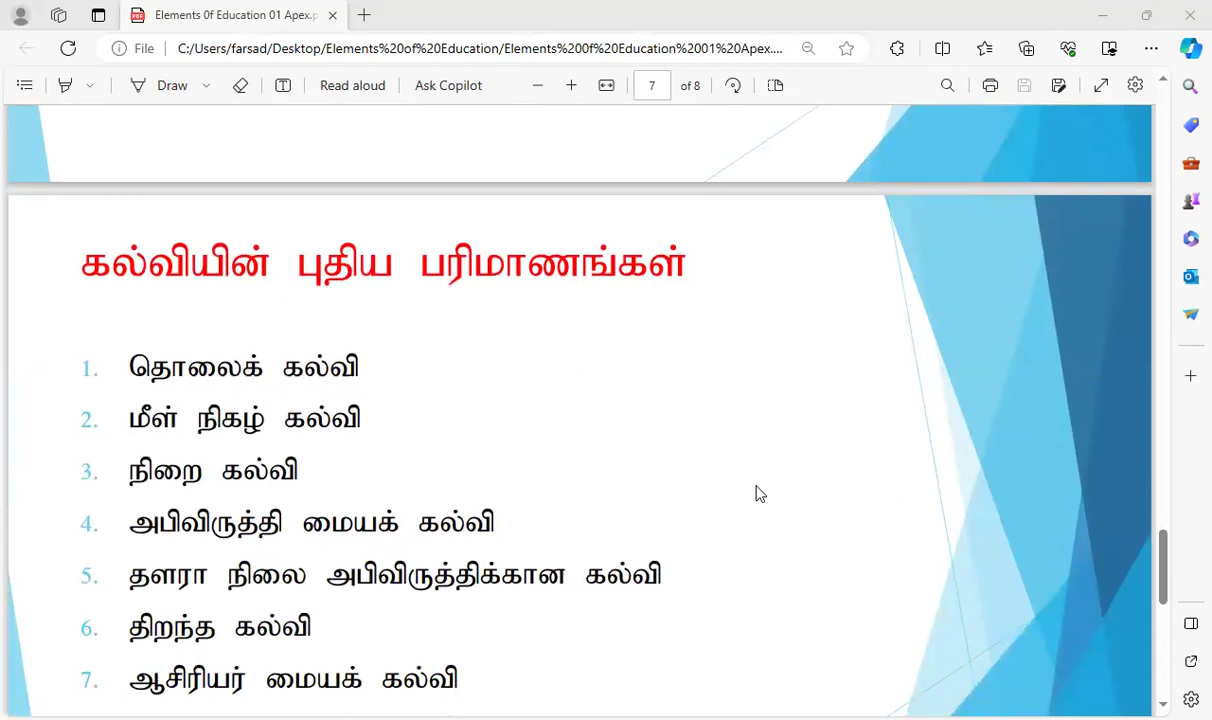 Elements 0f Education 01 Apex.p
File
C:/Users/farsad/Desktop/Elements%20of%20Education/Elements%200f%20Education%2001%20Apex....
Draw
Read aloud
Ask Copilot
7 of 8
கல்வியின் புதிய பரிமாணங்கள்
1. தொலைக் கல்வி
2. மீள் நிகழ் கல்வி
3. நிறை கல்வி
4. அபிவிருத்தி மையக் கல்வி
5. தளரா நிலை அபிவிருத்திக்கான கல்வி
6. திறந்த கல்வி
7. ஆசிரியர் மையக் கல்வி